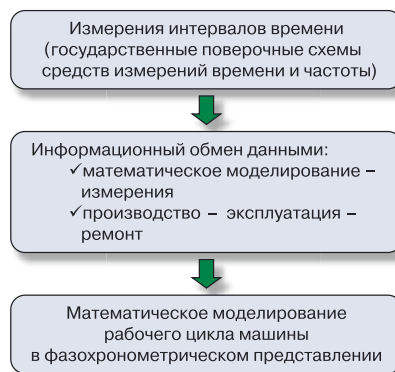 Измерения интервалов времени
(государственные поверочные схемы
средств измерений времени и частоты)
Информационный обмен данными:
✓математическое моделирование –
измерения
✓производство – эксплуатация –
ремонт
Математическое моделирование
рабочего цикла машины
в фазохронометрическом представлении